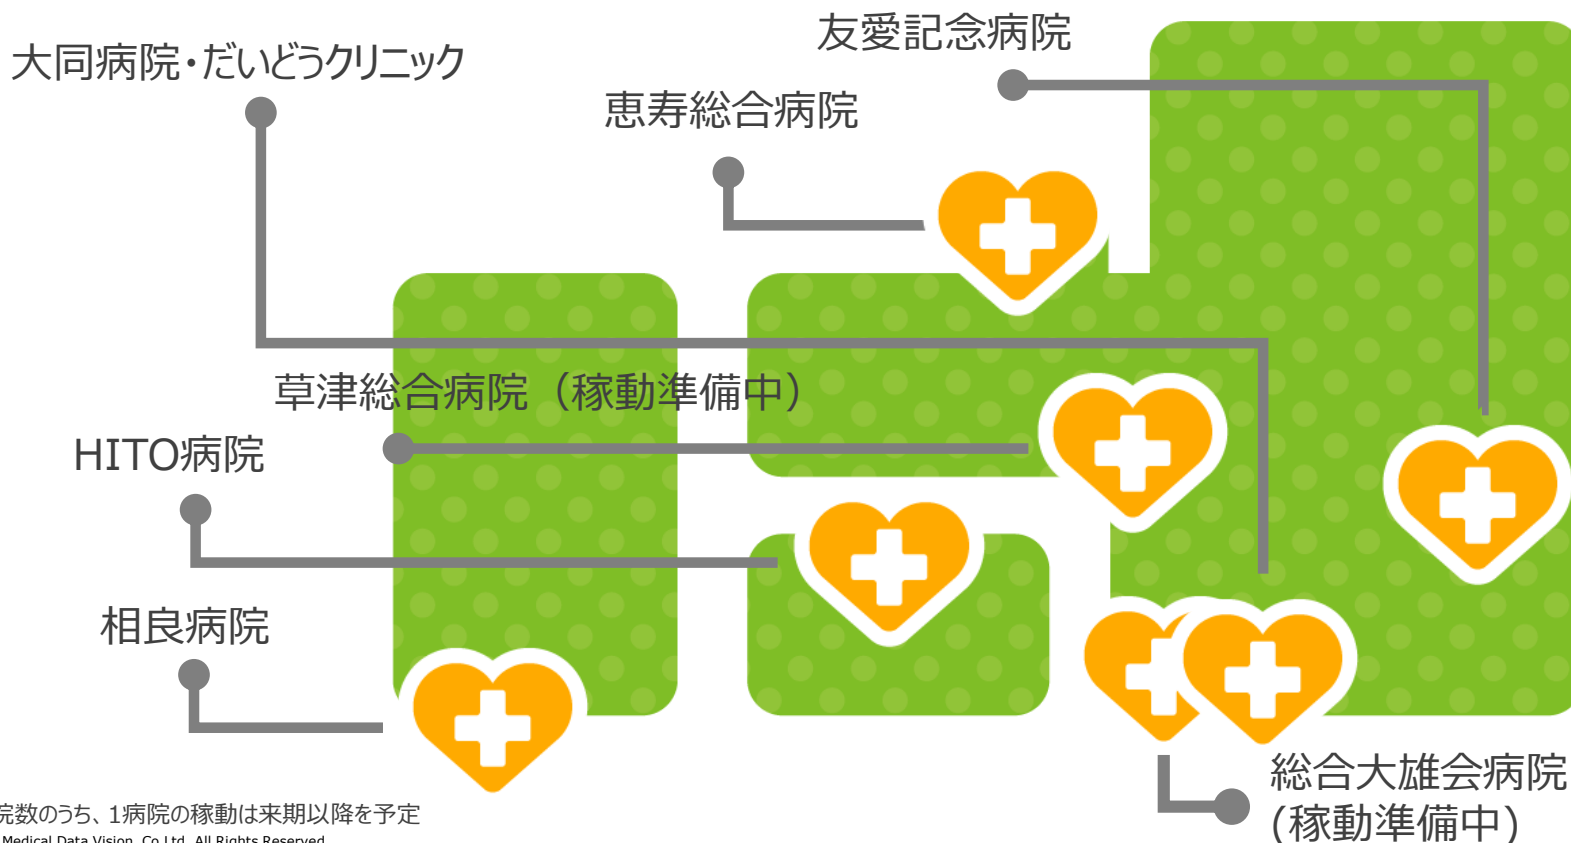 友愛記念病院
大同病院・だいどうクリニック
恵寿総合病院
草津総合病院（稼動準備中）
HITO病院
相良病院
総合大雄会病院
(稼動準備中)
院数のうち、1病院の稼動は来期以降を予定
Medical Data Vision Co.Ltd. All Rights Reserved